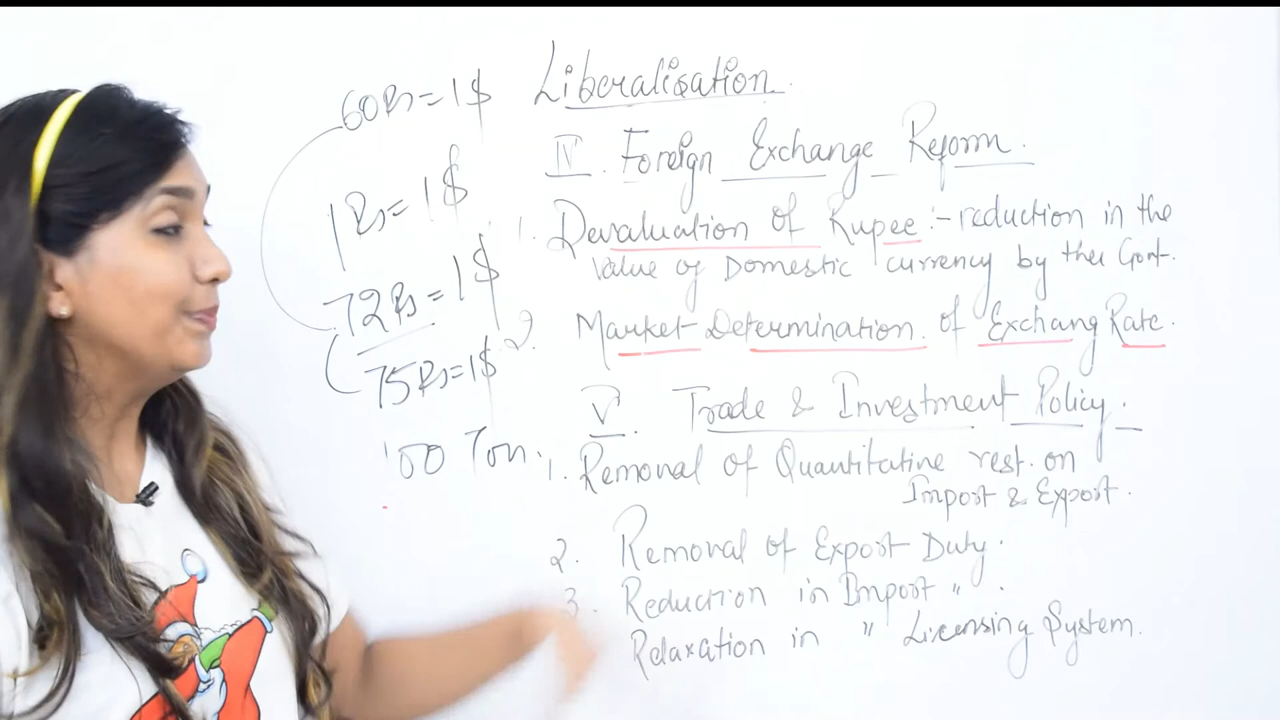 Liberalisation.
60Rs=1$
IV. Foreign Exchange Reform.
1Rs=1$
1. Devaluation of Rupee:-reduction in the
Value of Domestic currency by the Govt.
72Rs=1$
2. Market Determination of Exchang Rate.
75Rs=1$
V. Trade & Investment Policy.
100 Ton.
1. Removal of Quantitative rest. on
Import & Export.
2. Removal of Export Duty.
3. Reduction in Import " .
Relaxation in " Licensing System.